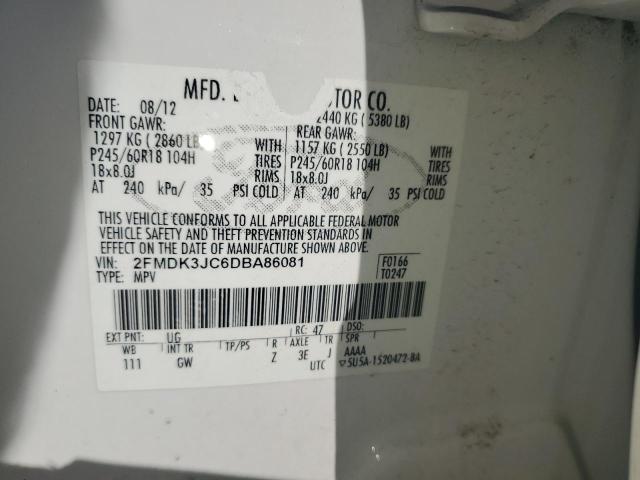 MFD. TOR CO.
DATE: 08/12 2440 KG ( 5380 LB)
FRONT GAWR: REAR GAWR:
1297 KG ( 2860 LB WITH 1157 KG ( 2550 LB) WITH
P245/60R18 104H TIRES P245/60R18 104H TIRES
18x8.0J RIMS 18x8.0J RIMS
AT 240 kPa/ 35 PSI COLD AT 240 kPa/ 35 PSI COLD
THIS VEHICLE CONFORMS TO ALL APPLICABLE FEDERAL MOTOR
VEHICLE SAFETY AND THEFT PREVENTION STANDARDS IN
EFFECT ON THE DATE OF MANUFACTURE SHOWN ABOVE.
VIN: 2FMDK3JC6DBA86081 F0166
TYPE: MPV T0247
EXT PNT: UG RC: 47 DSO:
WB INT TR TP/PS R AXLE TR SPR
111 GW Z 3E J AAAA
UTC ▽SU5A-1520472-BA